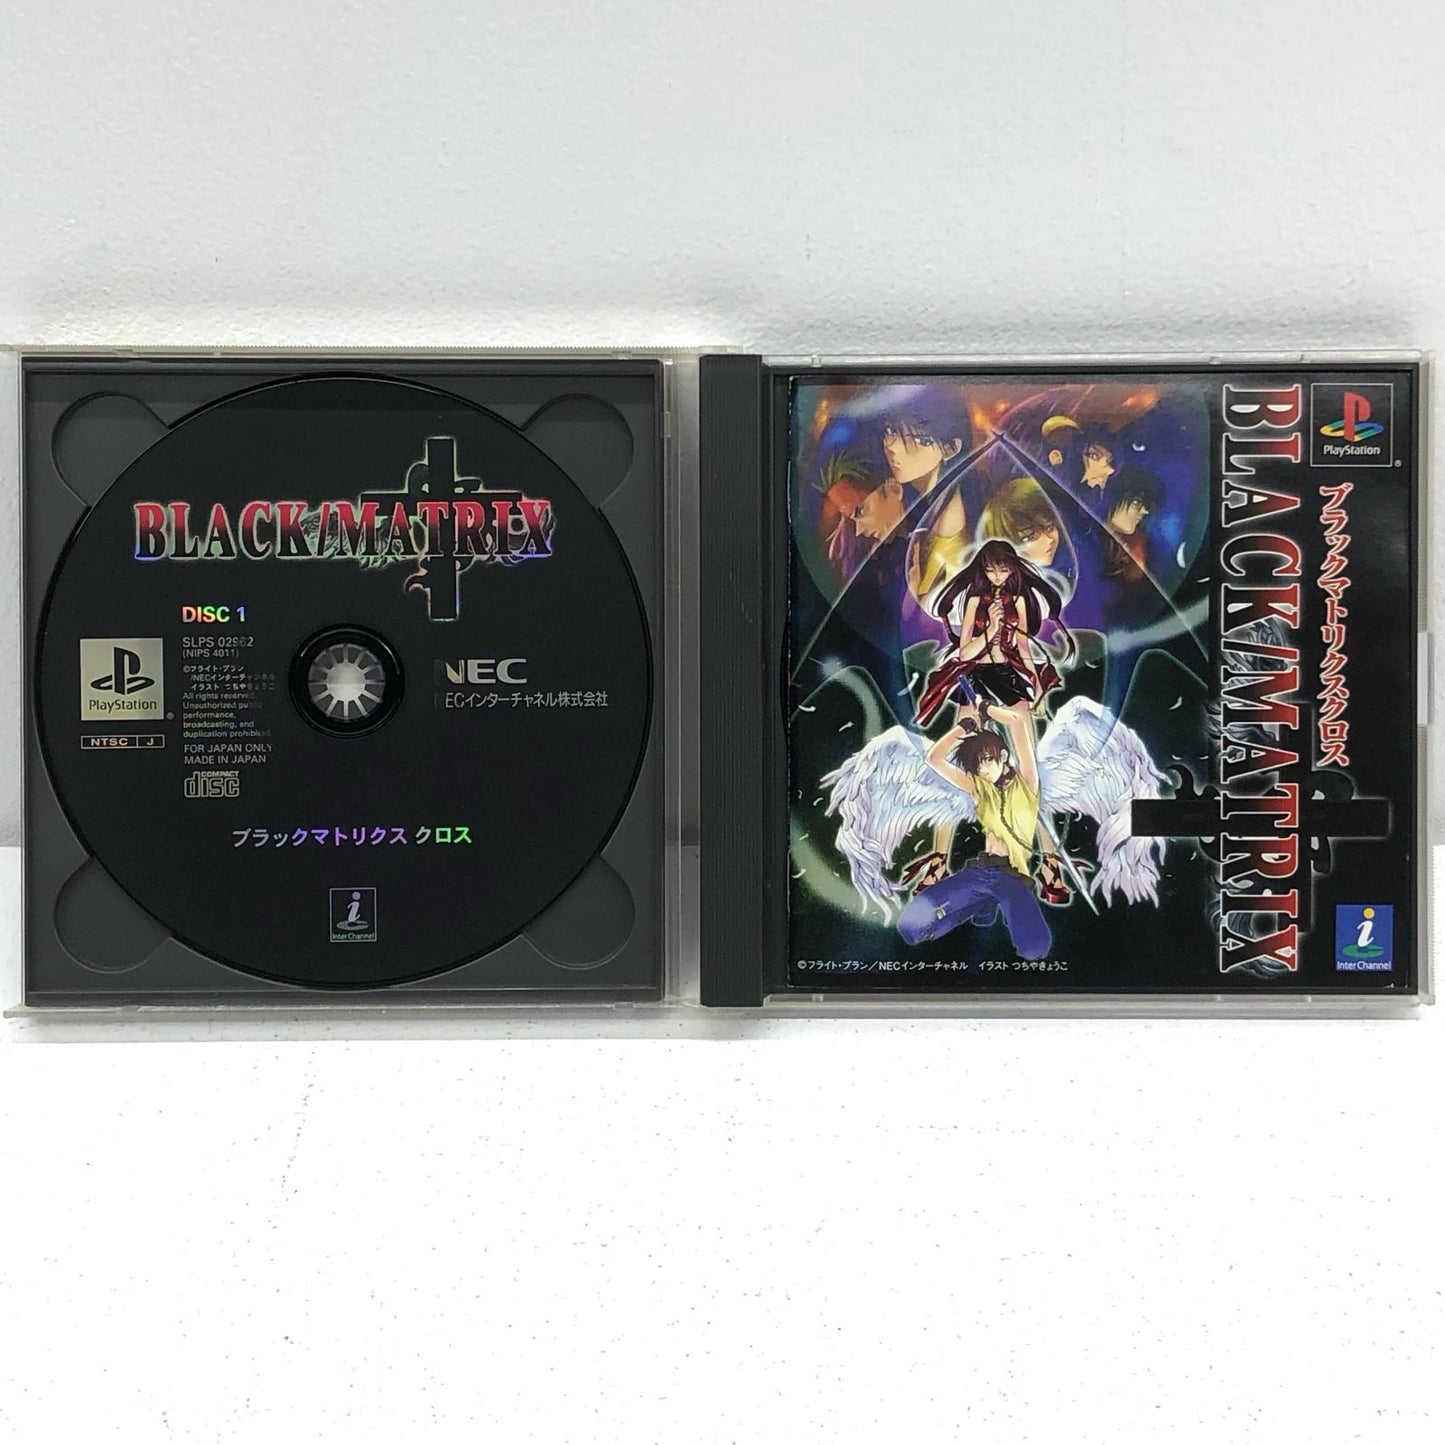 BLACK/MATRIX
DISC 1
SLPS 02962
(NIPS 4011)
©フライト・プラン
/NECインターチャンネル
イラスト つちやきょうこ
All rights reserved.
Unauthorized public
performance,
broadcasting, and
duplication prohibited.
FOR JAPAN ONLY
MADE IN JAPAN
COMPACT
disc
PlayStation®
NTSC J
NEC
NECインターチャネル株式会社
ブラックマトリクス クロス
i
InterChannel
PlayStation®
ブラックマトリクスクロス
BLACK/MATRIX
©フライト・プラン/NECインターチャネル イラスト つちやきょうこ
i
InterChannel